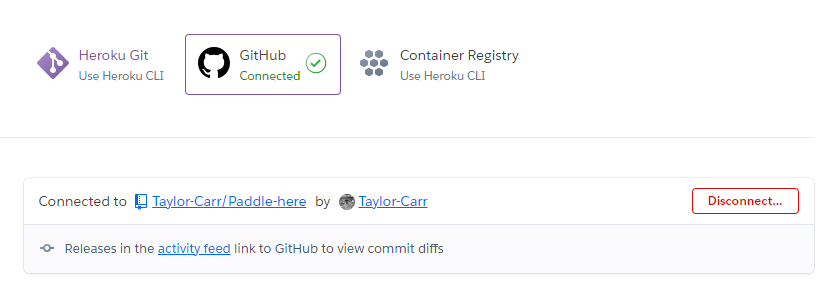 Heroku Git
Use Heroku CLI
GitHub
Connected
Container Registry
Use Heroku CLI
Connected to Taylor-Carr/Paddle-here by Taylor-Carr Disconnect...
Releases in the activity feed link to GitHub to view commit diffs